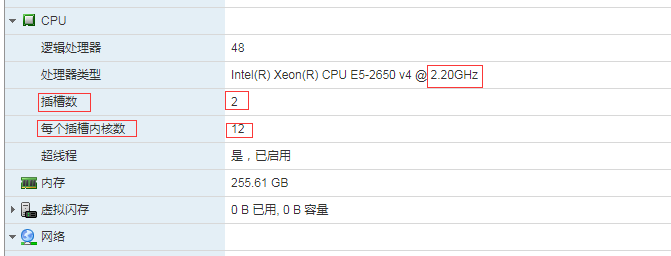 CPU
逻辑处理器 48
处理器类型 Intel(R) Xeon(R) CPU E5-2650 v4 @ 2.20GHz
插槽数 2
每个插槽内核数 12
超线程 是，已启用
内存 255.61 GB
虚拟闪存 0 B 已用, 0 B 容量
网络